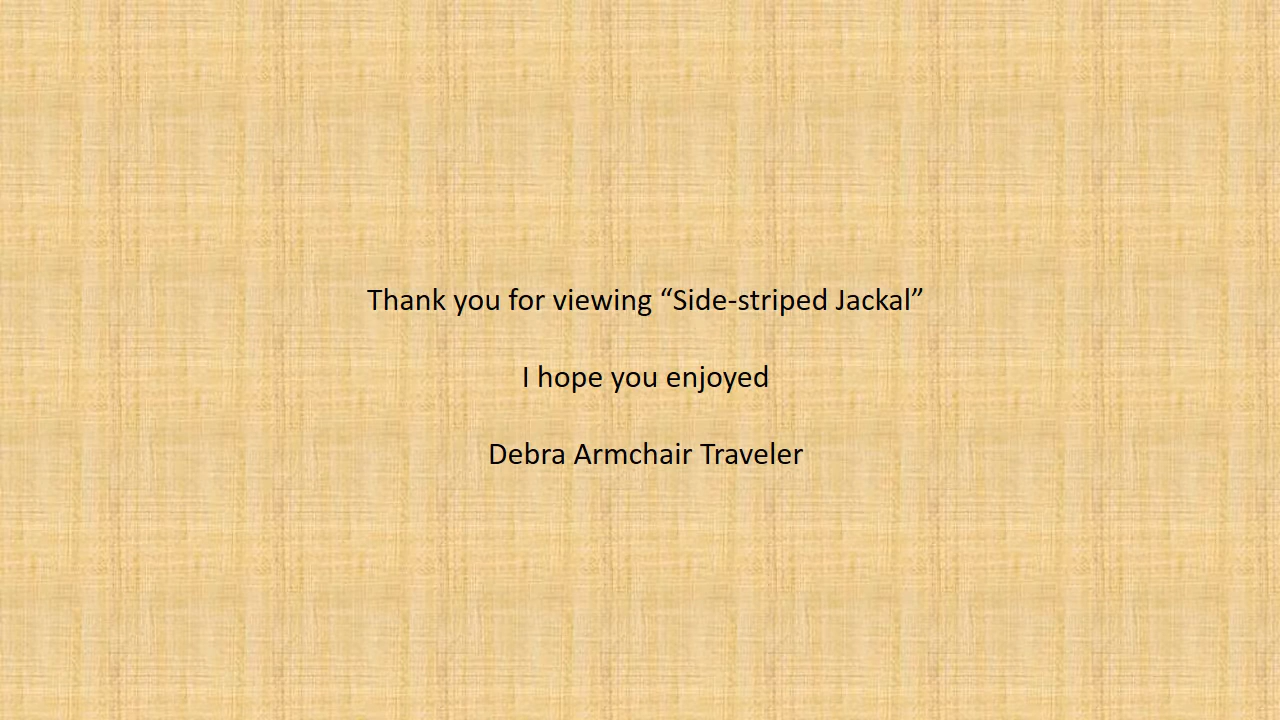 Thank you for viewing “Side-striped Jackal”
I hope you enjoyed
Debra Armchair Traveler